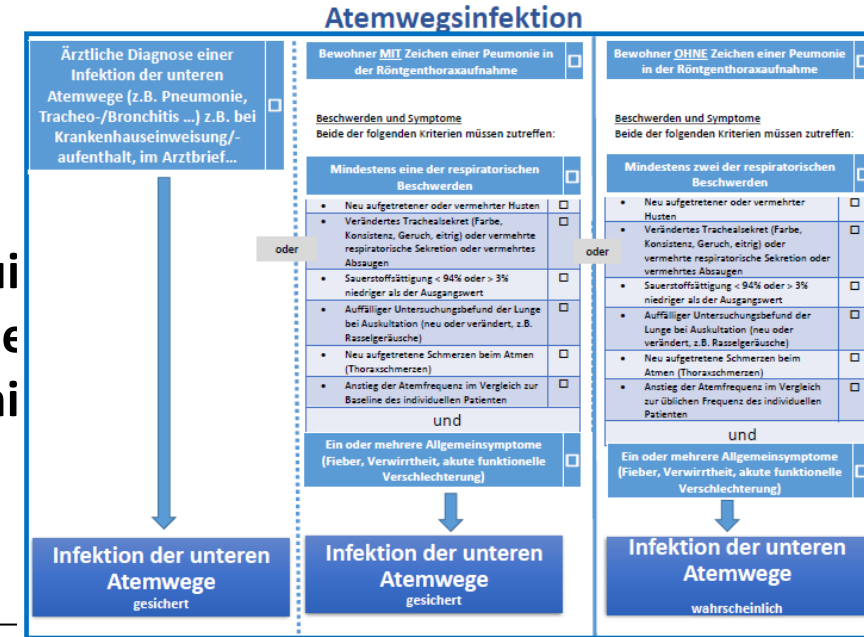 Atemwegsinfektion
Ärztliche Diagnose einer
Infektion der unteren
Atemwege (z.B. Pneumonie,
Tracheo-/Bronchitis ...) z.B. bei
Krankenhauseinweisung/-
aufenthalt, im Arztbrief...
Infektion der unteren
Atemwege
gesichert
oder
Bewohner MIT Zeichen einer Peumonie in
der Röntgenthoraxaufnahme
Beschwerden und Symptome
Beide der folgenden Kriterien müssen zutreffen:
Mindestens eine der respiratorischen
Beschwerden
• Neu aufgetretener oder vermehrter Husten
• Verändertes Trachealsekret (Farbe,
Konsistenz, Geruch, eitrig) oder vermehrte
respiratorische Sekretion oder vermehrtes
Absaugen
• Sauerstoffsättigung < 94% oder > 3%
niedriger als der Ausgangswert
• Auffälliger Untersuchungsbefund der Lunge
bei Auskultation (neu oder verändert, z.B.
Rasselgeräusche)
• Neu aufgetretene Schmerzen beim Atmen
(Thoraxschmerzen)
• Anstieg der Atemfrequenz im Vergleich zur
Baseline des individuellen Patienten
und
Ein oder mehrere Allgemeinsymptome
(Fieber, Verwirrtheit, akute funktionelle
Verschlechterung)
Infektion der unteren
Atemwege
gesichert
oder
Bewohner OHNE Zeichen einer Peumonie
in der Röntgenthoraxaufnahme
Beschwerden und Symptome
Beide der folgenden Kriterien müssen zutreffen:
Mindestens zwei der respiratorischen
Beschwerden
• Neu aufgetretener oder vermehrter
Husten
• Verändertes Trachealsekret (Farbe,
Konsistenz, Geruch, eitrig) oder
vermehrte respiratorische Sekretion oder
vermehrtes Absaugen
• Sauerstoffsättigung < 94% oder > 3%
niedriger als der Ausgangswert
• Auffälliger Untersuchungsbefund der
Lunge bei Auskultation (neu oder
verändert, z.B. Rasselgeräusche)
• Neu aufgetretene Schmerzen beim
Atmen (Thoraxschmerzen)
• Anstieg der Atemfrequenz im Vergleich
zur üblichen Frequenz des individuellen
Patienten
und
Ein oder mehrere Allgemeinsymptome
(Fieber, Verwirrtheit, akute funktionelle
Verschlechterung)
Infektion der unteren
Atemwege
wahrscheinlich